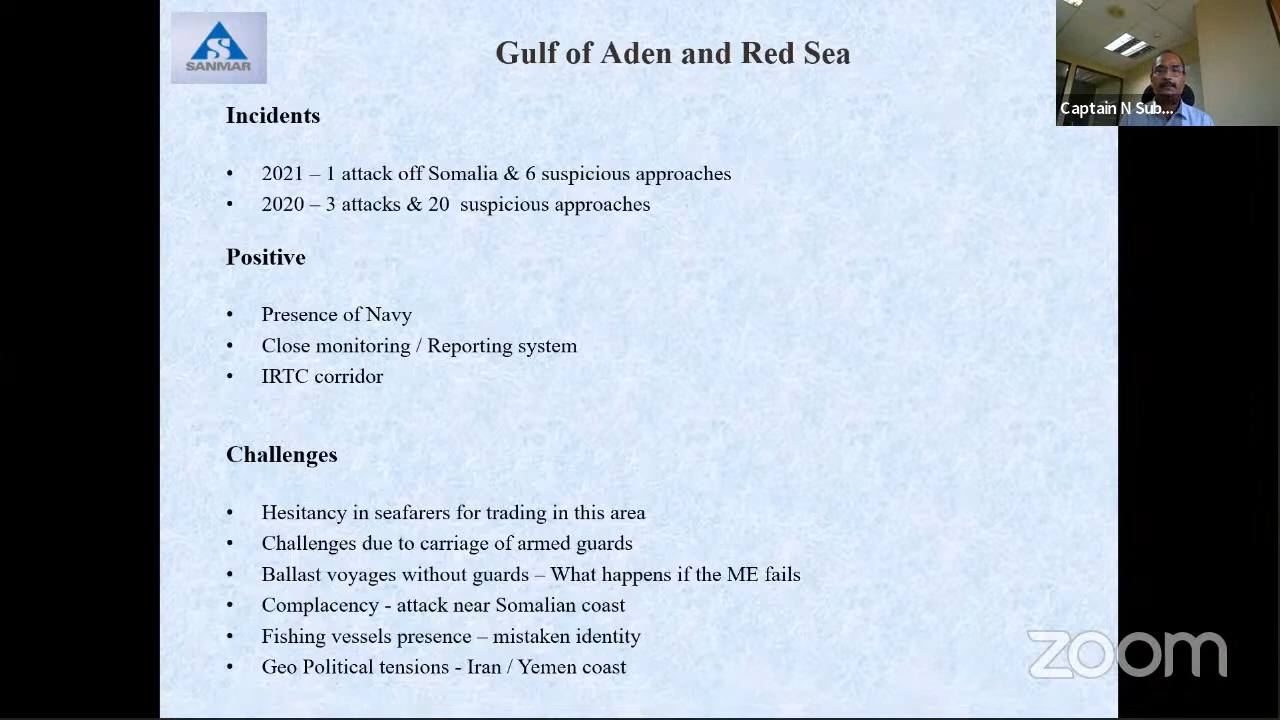 SANMAR
Gulf of Aden and Red Sea
Captain N Sub...
Incidents
• 2021 – 1 attack off Somalia & 6 suspicious approaches
• 2020 – 3 attacks & 20 suspicious approaches
Positive
• Presence of Navy
• Close monitoring / Reporting system
• IRTC corridor
Challenges
• Hesitancy in seafarers for trading in this area
• Challenges due to carriage of armed guards
• Ballast voyages without guards – What happens if the ME fails
• Complacency - attack near Somalian coast
• Fishing vessels presence – mistaken identity
• Geo Political tensions - Iran / Yemen coast
zoom